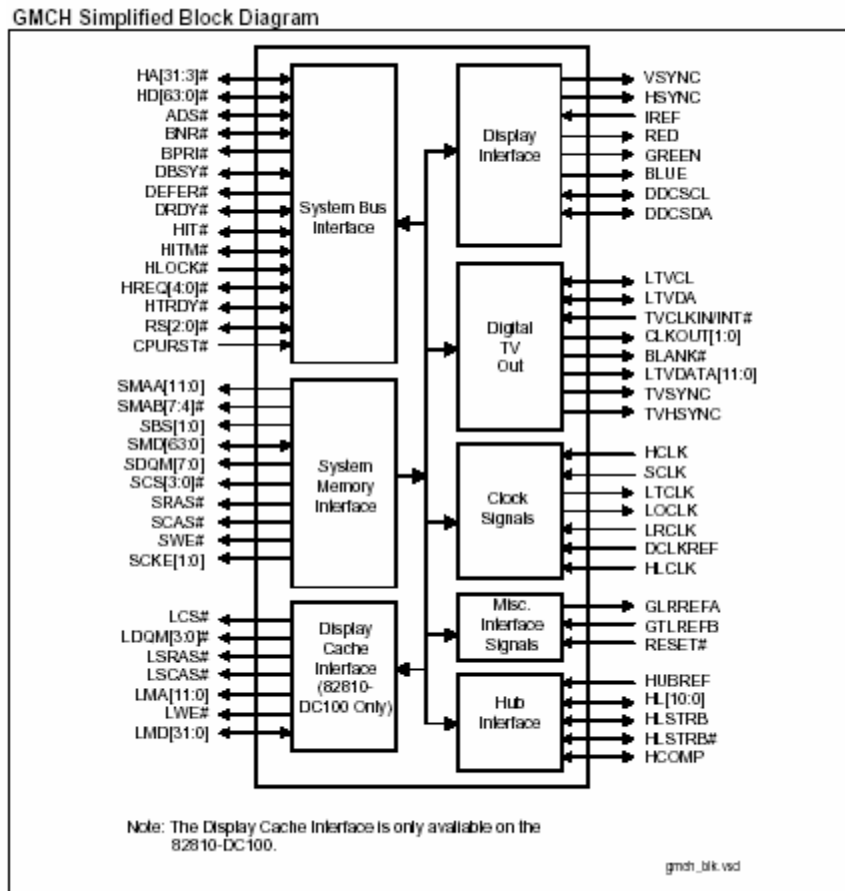 GMCH Simplified Block Diagram
HA[31:3]#
HD[63:0]#
ADS#
BNR#
BPRI#
DBSY#
DEFER#
DRDY#
HIT#
HITM#
HLOCK#
HREQ[4:0]#
HTRDY#
RS[2:0]#
CPURST#
System Bus
Interface
SMAA[11:0]
SMAB[7:4]#
SBS[1:0]
SMD[63:0]
SDQM[7:0]
SCS[3:0]#
SRAS#
SCAS#
SWE#
SCKE[1:0]
System
Memory
Interface
LCS#
LDQM[3:0]#
LSRAS#
LSCAS#
LMA[11:0]
LWE#
LMD[31:0]
Display
Cache
Interface
(82810-
DC100 Only)
Display
Interface
VSYNC
HSYNC
IREF
RED
GREEN
BLUE
DDCSCL
DDCSDA
Digital
TV
Out
LTVCL
LTVDA
TVCLKIN/INT#
CLKOUT[1:0]
BLANK#
LTVDATA[11:0]
TVSYNC
TVHSYNC
Clock
Signals
HCLK
SCLK
LTCLK
LOCLK
LRCLK
DCLKREF
HLCLK
Misc.
Interface
Signals
GLRREFA
GTLREFB
RESET#
Hub
Interface
HUBREF
HL[10:0]
HLSTRB
HLSTRB#
HCOMP
Note: The Display Cache Interface is only available on the
82810-DC100.
gmch_blk.vsd